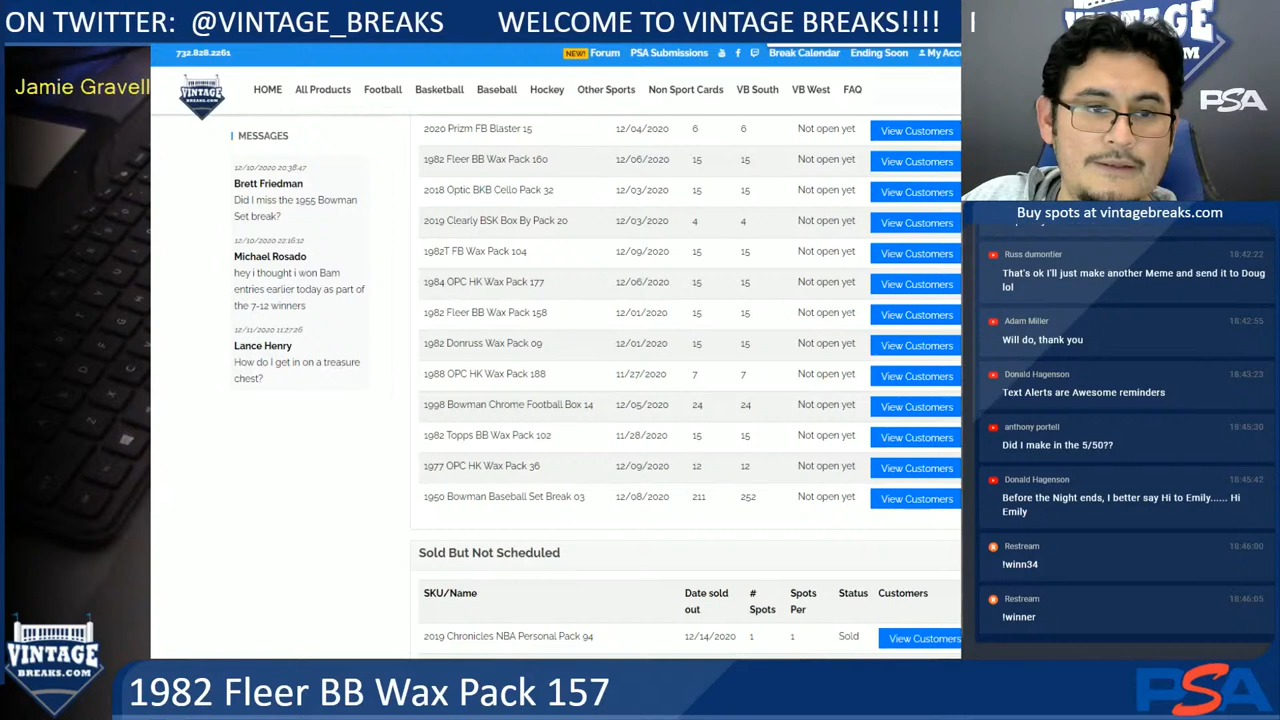 ON TWITTER: @VINTAGE_BREAKS WELCOME TO VINTAGE BREAKS!!!!
Jamie Gravell
732.828.2261
NEW! Forum PSA Submissions Break Calendar Ending Soon My Acc
VINTAGE
BREAKS.COM
HOME All Products Football Basketball Baseball Hockey Other Sports Non Sport Cards VB South VB West FAQ
MESSAGES
12/10/2020 20:38:47
Brett Friedman
Did I miss the 1955 Bowman
Set break?
12/10/2020 22:16:12
Michael Rosado
hey i thought i won Bam
entries earlier today as part of
the 7-12 winners
12/11/2020 11:27:26
Lance Henry
How do I get in on a treasure
chest?
2020 Prizm FB Blaster 15 12/04/2020 6 6 Not open yet View Customers
1982 Fleer BB Wax Pack 160 12/06/2020 15 15 Not open yet View Customers
2018 Optic BKB Cello Pack 32 12/03/2020 15 15 Not open yet View Customers
2019 Clearly BSK Box By Pack 20 12/03/2020 4 4 Not open yet View Customers
1982T FB Wax Pack 104 12/09/2020 15 15 Not open yet View Customers
1984 OPC HK Wax Pack 177 12/06/2020 15 15 Not open yet View Customers
1982 Fleer BB Wax Pack 158 12/01/2020 15 15 Not open yet View Customers
1982 Donruss Wax Pack 09 12/01/2020 15 15 Not open yet View Customers
1988 OPC HK Wax Pack 188 11/27/2020 7 7 Not open yet View Customers
1998 Bowman Chrome Football Box 14 12/05/2020 24 24 Not open yet View Customers
1982 Topps BB Wax Pack 102 11/28/2020 15 15 Not open yet View Customers
1977 OPC HK Wax Pack 36 12/09/2020 12 12 Not open yet View Customers
1950 Bowman Baseball Set Break 03 12/08/2020 211 252 Not open yet View Customers
Sold But Not Scheduled
SKU/Name Date sold out # Spots Spots Per Status Customers
2019 Chronicles NBA Personal Pack 94 12/14/2020 1 1 Sold View Customers
PSA
Buy spots at vintagebreaks.com
Russ dumontier 18:42:22
That's ok I'll just make another Meme and send it to Doug
lol
Adam Miller 18:42:55
Will do, thank you
Donald Hagenson 18:43:23
Text Alerts are Awesome reminders
anthony portell 18:45:30
Did I make in the 5/50??
Donald Hagenson 18:45:42
Before the Night ends, I better say Hi to Emily...... Hi
Emily
Restream 18:46:00
!winn34
Restream 18:46:05
!winner
VINTAGE
BREAKS.COM
1982 Fleer BB Wax Pack 157
PSA